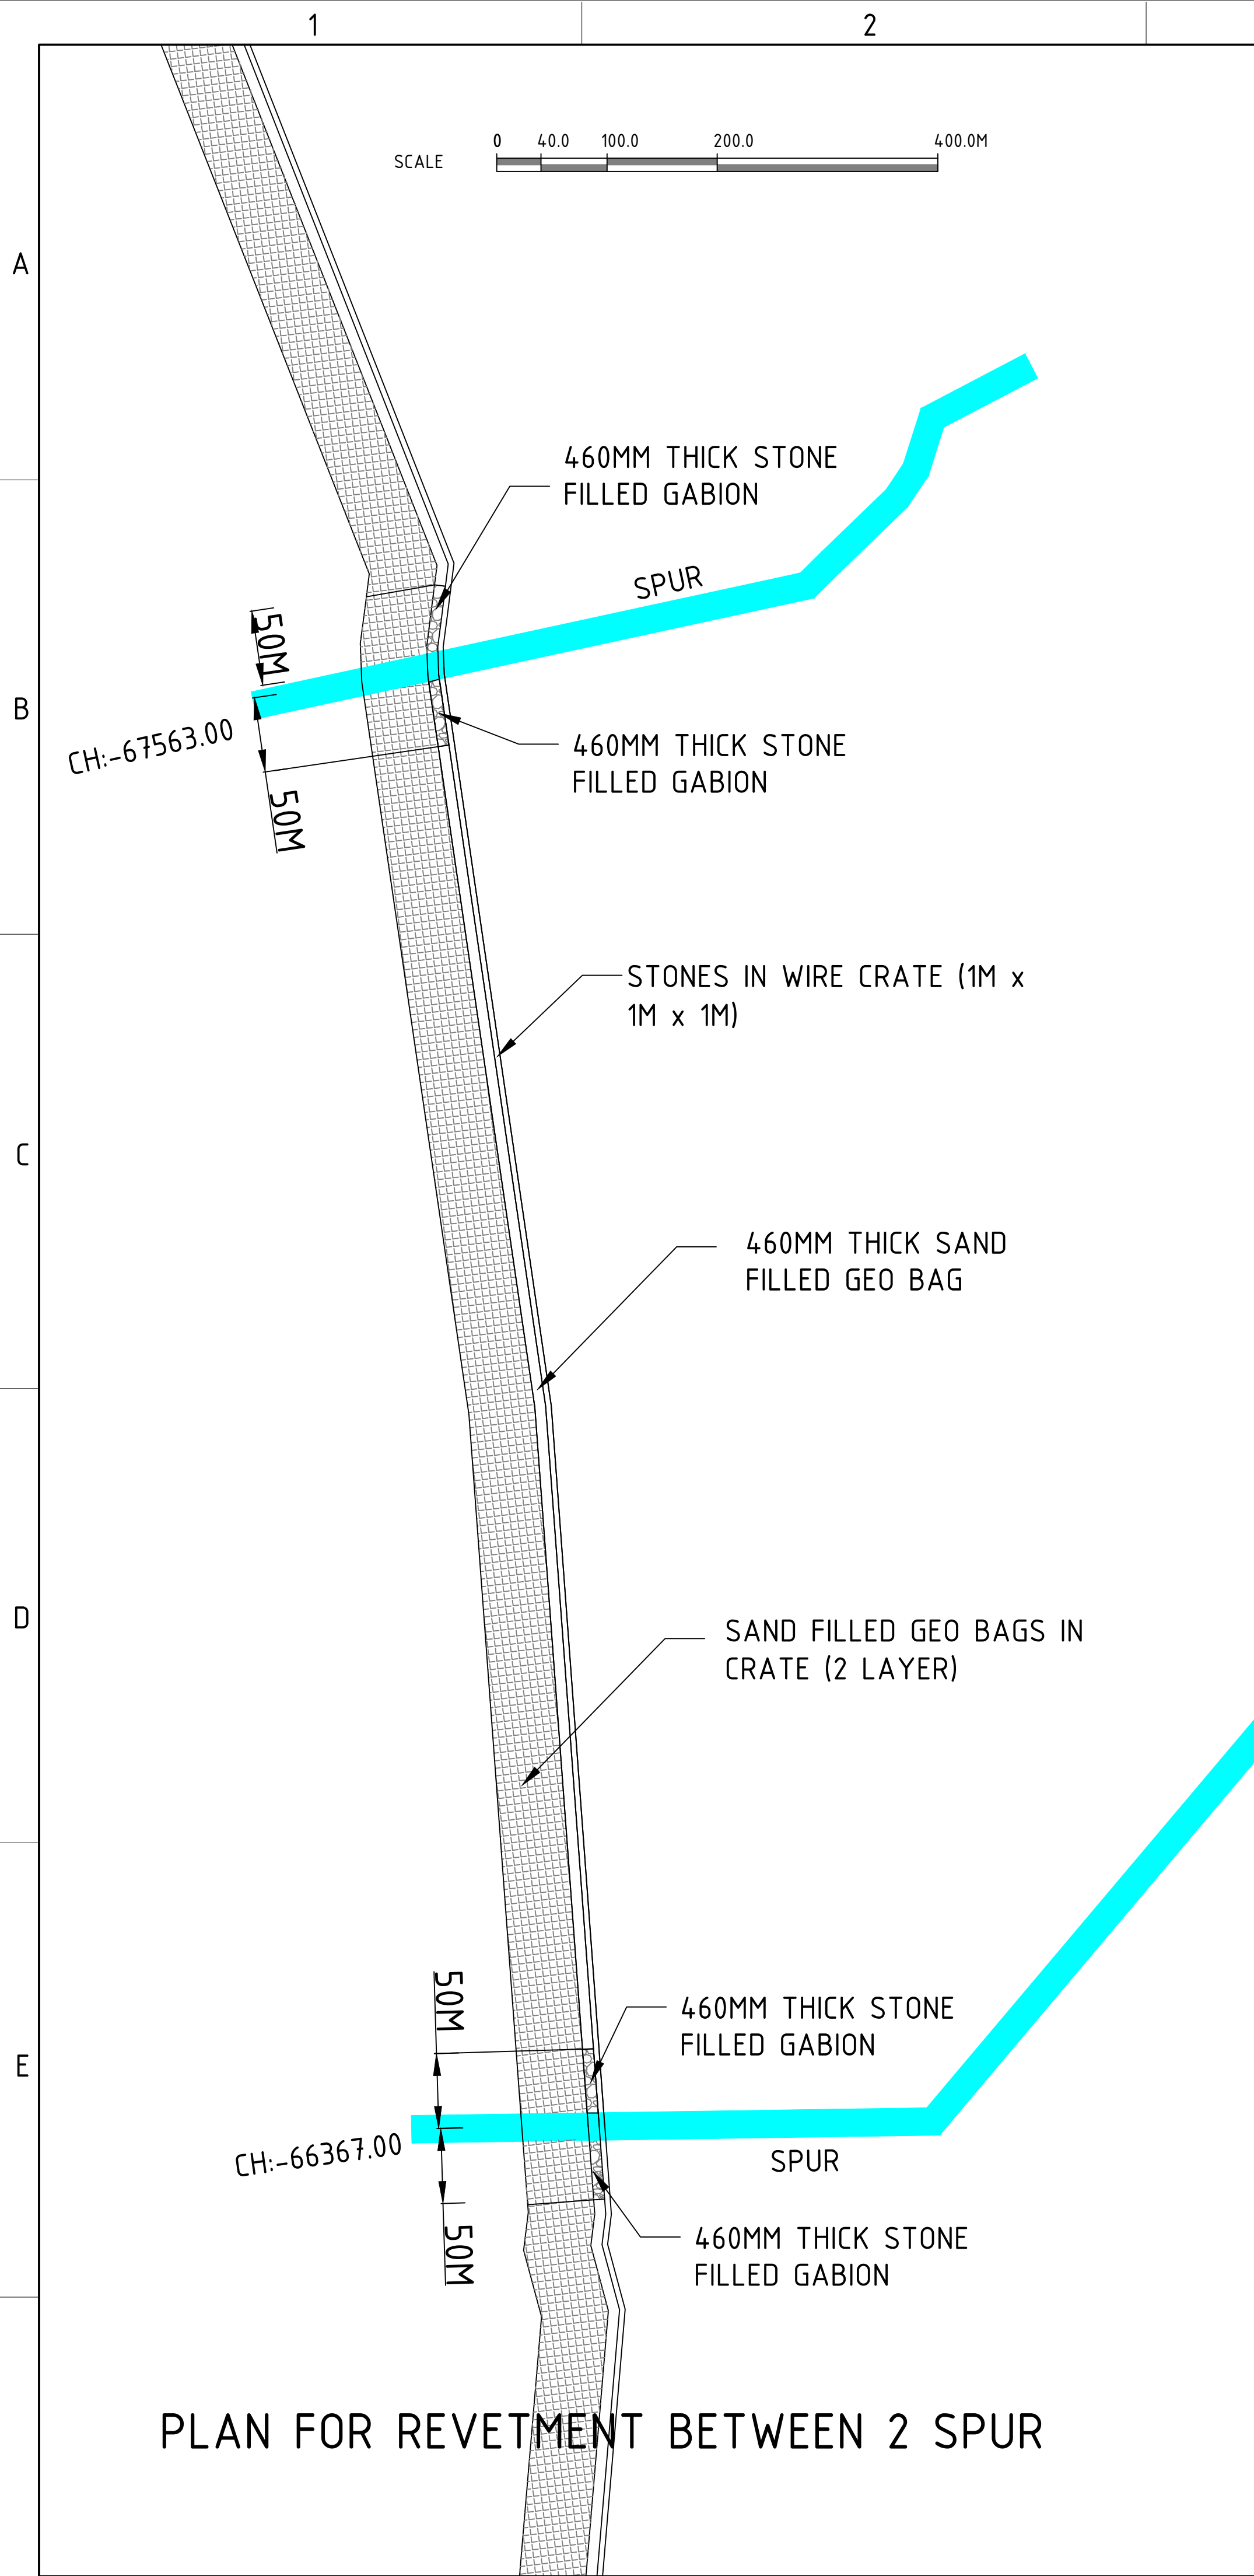 1
2
0 40.0 100.0 200.0 400.0M
SCALE
A
460MM THICK STONE
FILLED GABION
SPUR
50M
B
CH:-67563.00
460MM THICK STONE
FILLED GABION
50M
STONES IN WIRE CRATE (1M x
1M x 1M)
C
460MM THICK SAND
FILLED GEO BAG
D
SAND FILLED GEO BAGS IN
CRATE (2 LAYER)
50M
460MM THICK STONE
FILLED GABION
E
CH:-66367.00
SPUR
50M
460MM THICK STONE
FILLED GABION
PLAN FOR REVETMENT BETWEEN 2 SPUR